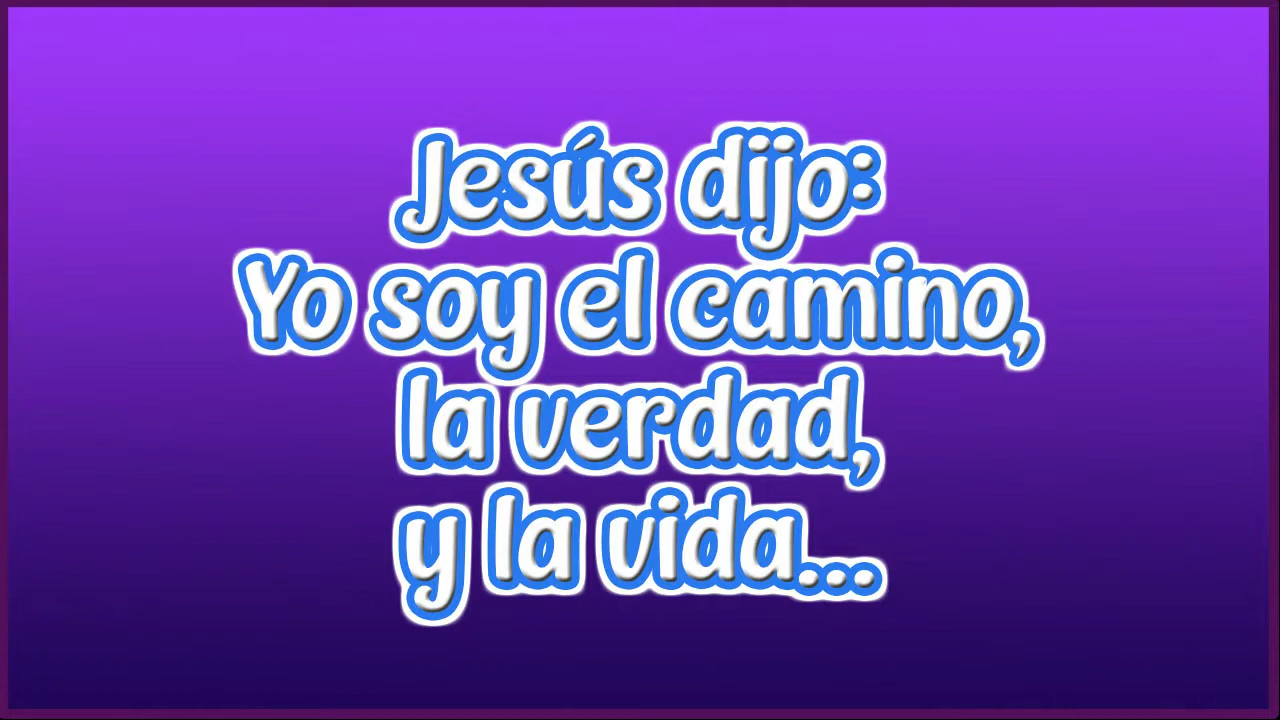 Jesús dijo:
Yo soy el camino,
la verdad,
y la vida...